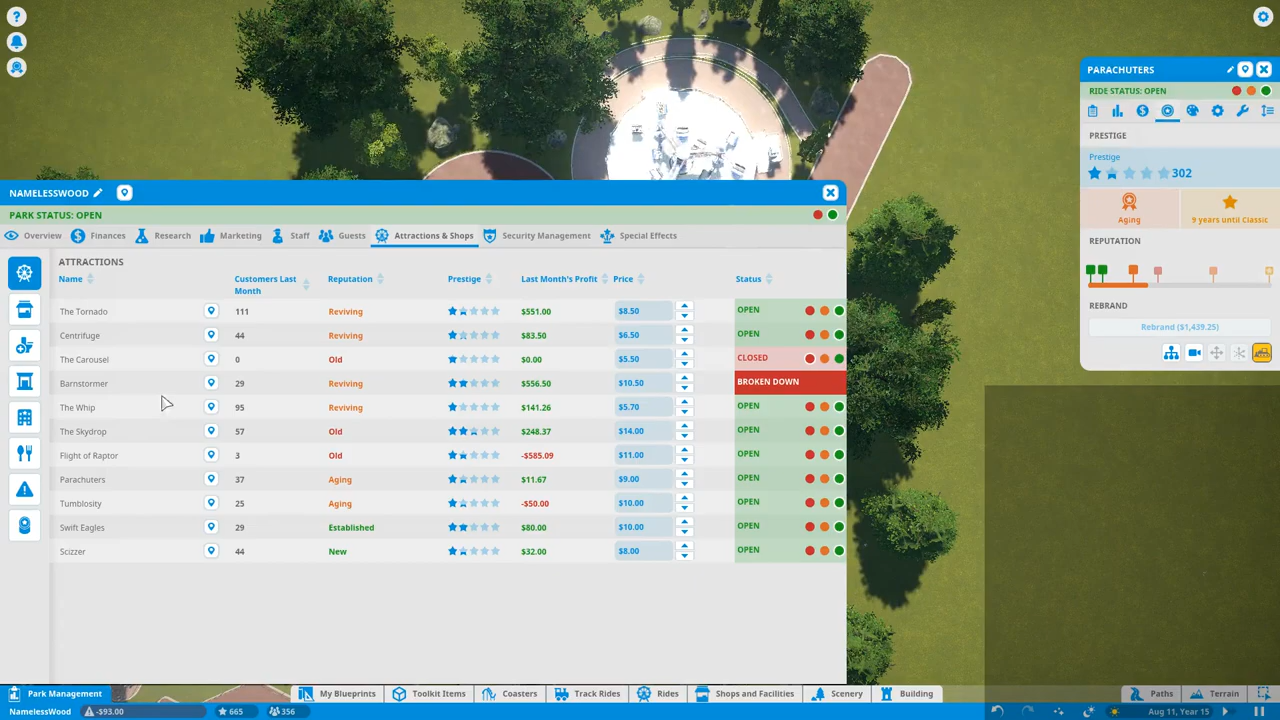 NAMELESSWOOD
PARK STATUS: OPEN
Overview Finances Research Marketing Staff Guests Attractions & Shops Security Management Special Effects
ATTRACTIONS
Name Customers Last Month Reputation Prestige Last Month's Profit Price Status
The Tornado 111 Reviving $551.00 $8.50 OPEN
Centrifuge 44 Reviving $83.50 $6.50 OPEN
The Carousel 0 Old $0.00 $5.50 CLOSED
Barnstormer 29 Reviving $556.50 $10.50 BROKEN DOWN
The Whip 95 Reviving $141.26 $5.70 OPEN
The Skydrop 57 Old $248.37 $14.00 OPEN
Flight of Raptor 3 Old -$585.09 $11.00 OPEN
Parachuters 37 Aging $11.67 $9.00 OPEN
Tumblosity 25 Aging -$50.00 $10.00 OPEN
Swift Eagles 29 Established $80.00 $10.00 OPEN
Scizzer 44 New $32.00 $8.00 OPEN
PARACHUTERS
RIDE STATUS: OPEN
PRESTIGE
Prestige
302
Aging 9 years until Classic
REPUTATION
REBRAND
Rebrand ($1,439.25)
Park Management My Blueprints Toolkit Items Coasters Track Rides Rides Shops and Facilities Scenery Building Paths Terrain
NamelessWood -$93.00 665 356 Aug 11, Year 15